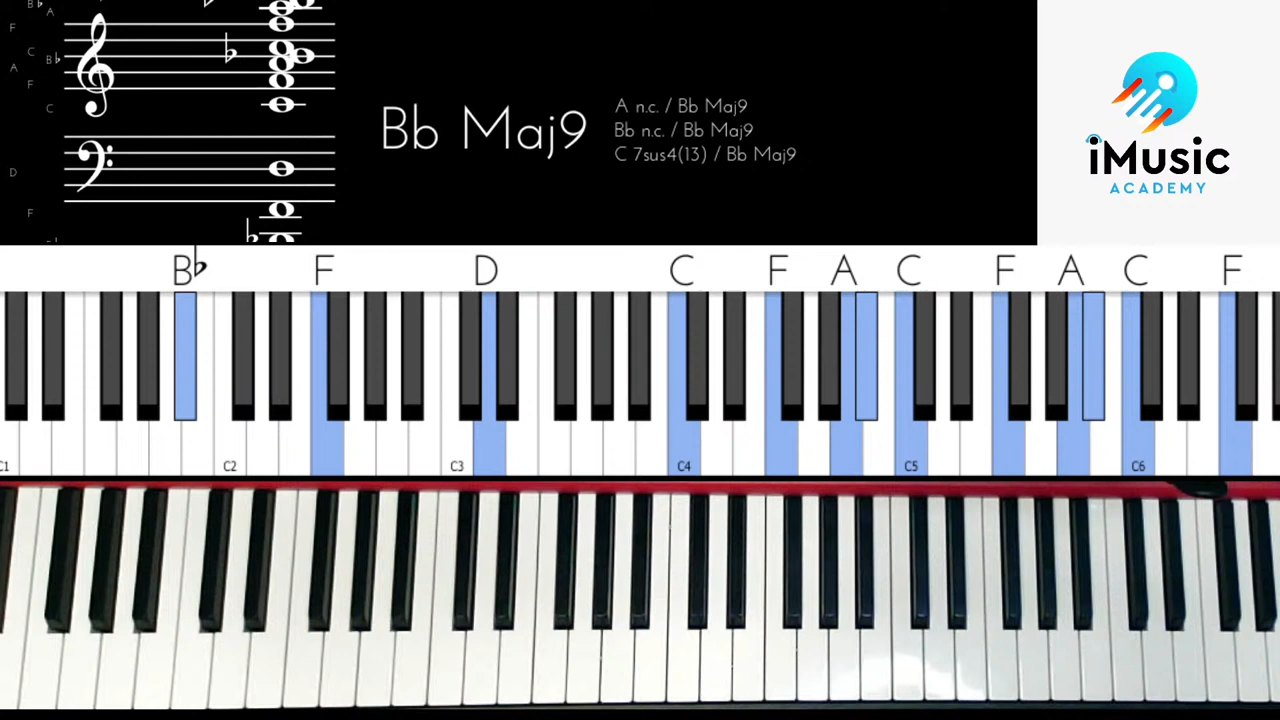 B♭ A
F
C B♭
A
F
C
D
F
Bb Maj9
A n.c. / Bb Maj9
Bb n.c. / Bb Maj9
C 7sus4(13) / Bb Maj9
iMusic
ACADEMY
B♭ F D C F A C F A C F
C1 C2 C3 C4 C5 C6